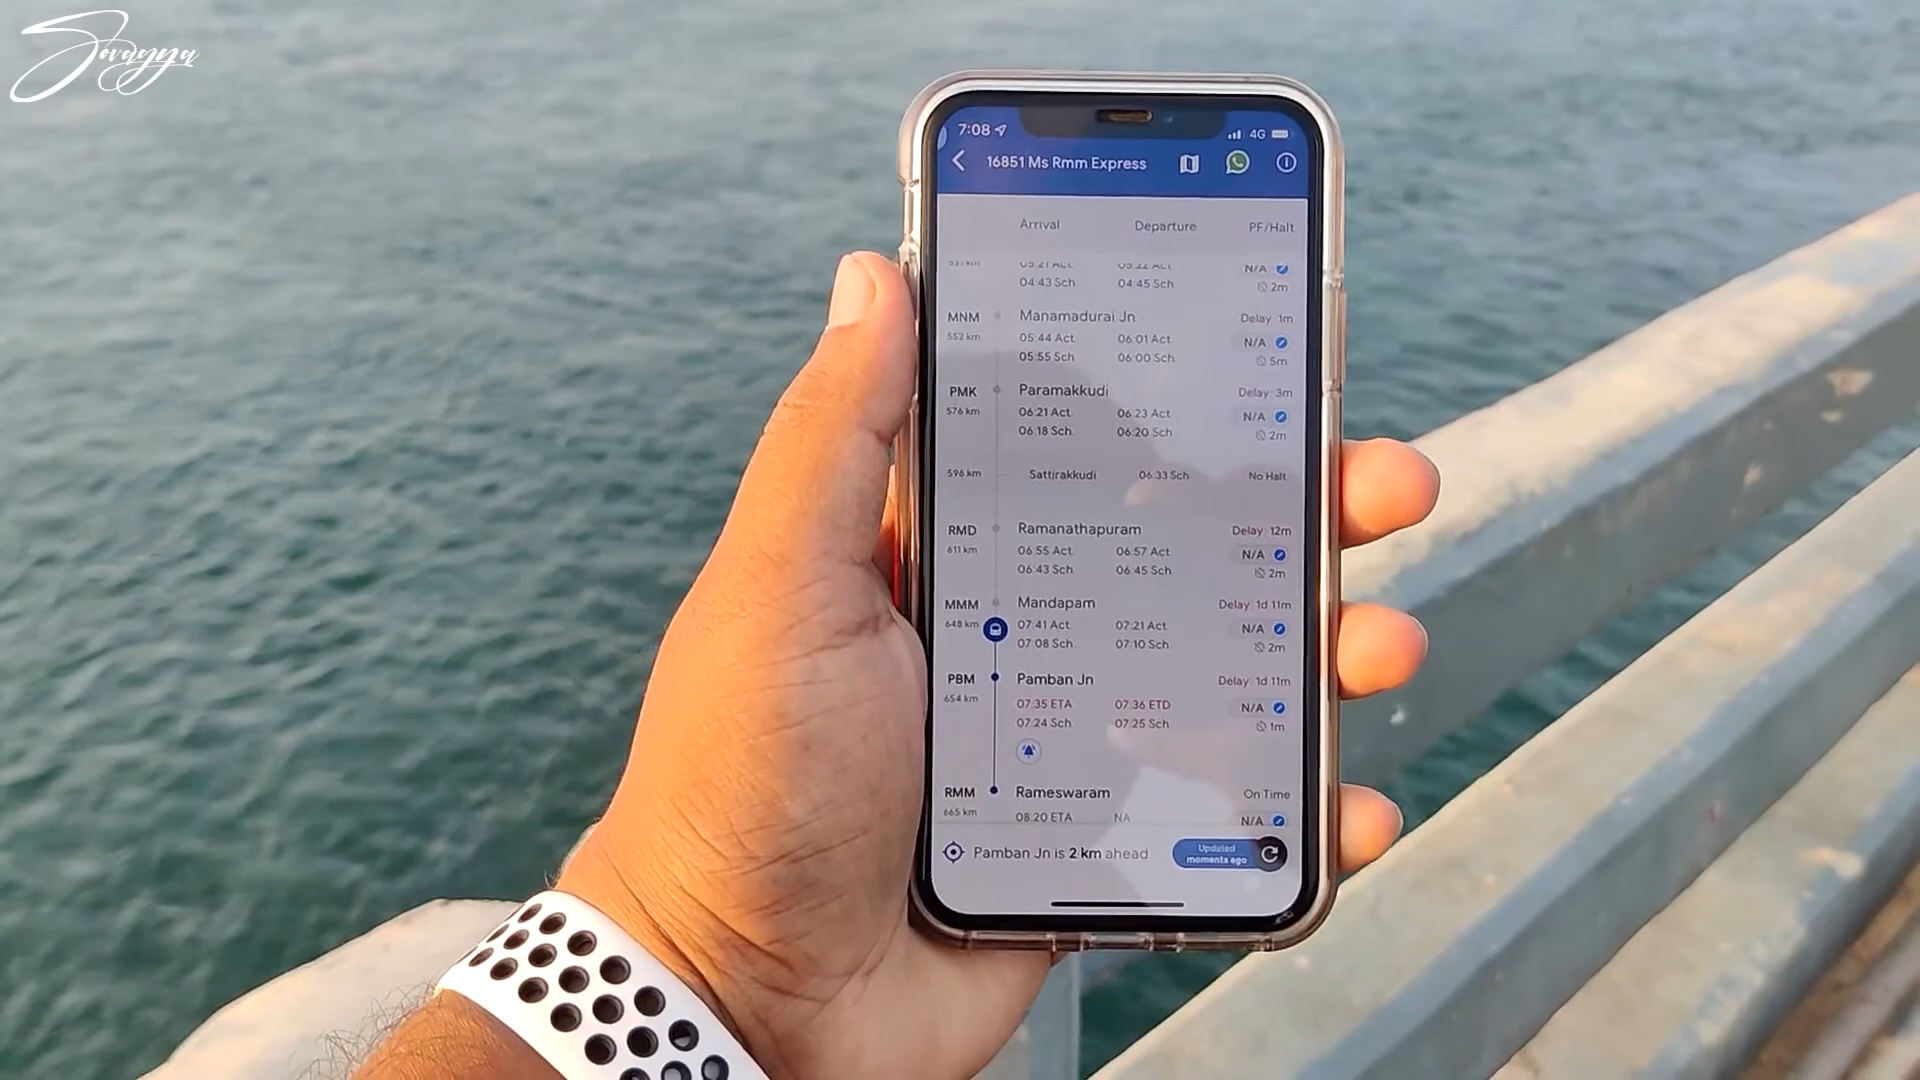 Sovagya
7:08
4G
16851 Ms Rmm Express
Arrival Departure PF/Halt
05:21 Act. 05:22 Act. N/A
04:43 Sch. 04:45 Sch. 2m
MNM Manamadurai Jn Delay: 1m
552 km 05:44 Act. 06:01 Act. N/A
05:55 Sch. 06:00 Sch. 5m
PMK Paramakkudi Delay: 3m
576 km 06:21 Act. 06:23 Act. N/A
06:18 Sch. 06:20 Sch. 2m
596 km Sattirakkudi 06:33 Sch No Halt
RMD Ramanathapuram Delay: 12m
611 km 06:55 Act. 06:57 Act. N/A
06:43 Sch. 06:45 Sch. 2m
MMM Mandapam Delay: 1d 11m
648 km 07:41 Act. 07:21 Act. N/A
07:08 Sch. 07:10 Sch. 2m
PBM Pamban Jn Delay: 1d 11m
654 km 07:35 ETA 07:36 ETD N/A
07:24 Sch. 07:25 Sch. 1m
RMM Rameswaram On Time
665 km 08:20 ETA NA N/A
Pamban Jn is 2 km ahead
Updated
moments ago